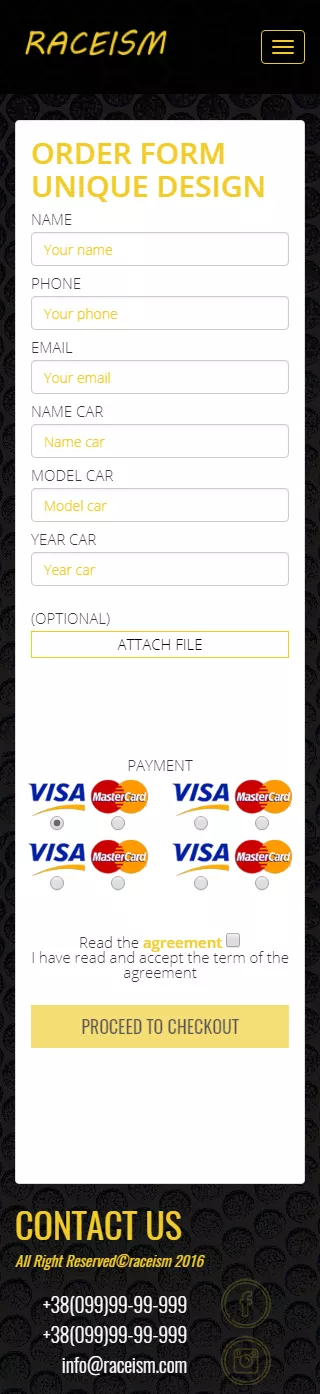 RACEISM
ORDER FORM
UNIQUE DESIGN
NAME
Your name
PHONE
Your phone
EMAIL
Your email
NAME CAR
Name car
MODEL CAR
Model car
YEAR CAR
Year car
(OPTIONAL)
ATTACH FILE
PAYMENT
VISA MasterCard VISA MasterCard
VISA MasterCard VISA MasterCard
Read the agreement
I have read and accept the term of the
agreement
PROCEED TO CHECKOUT
CONTACT US
All Right Reserved©raceism 2016
+38(099)99-99-999
+38(099)99-99-999
info@raceism.com